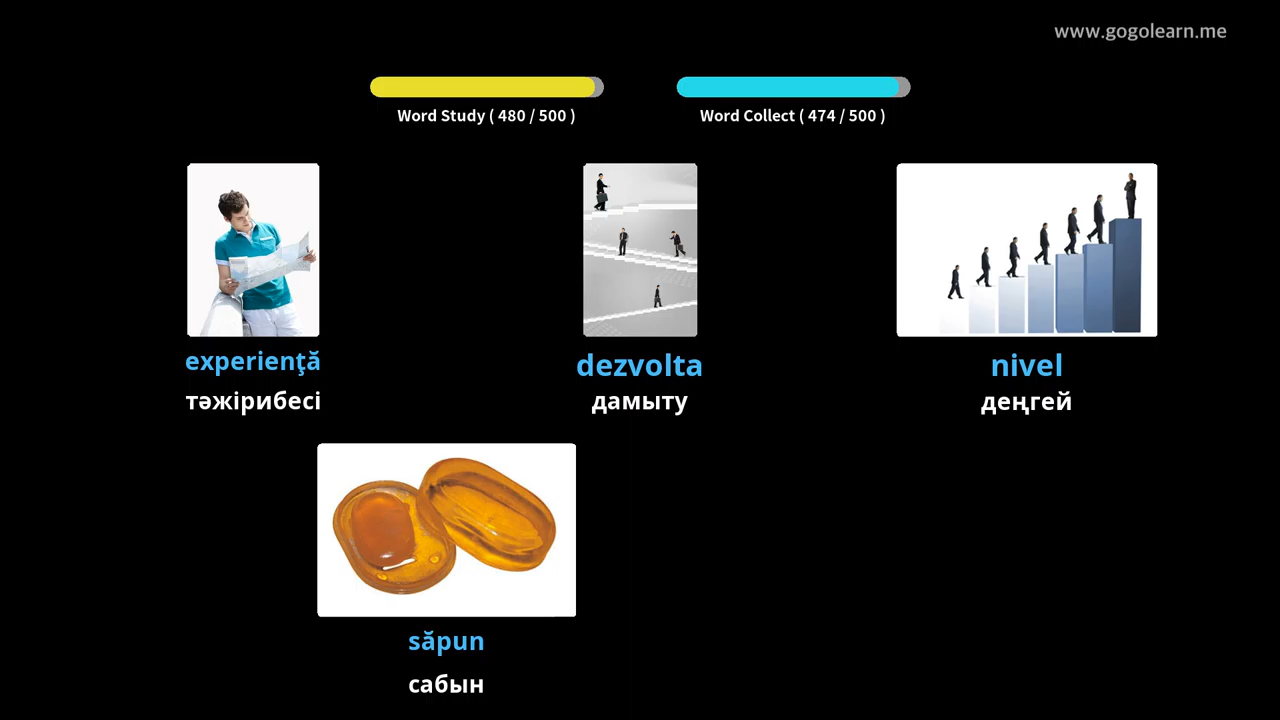 www.gogolearn.me
Word Study ( 480 / 500 )
Word Collect ( 474 / 500 )
experienţă
dezvolta
nivel
тәжірибесі
дамыту
деңгей
săpun
сабын